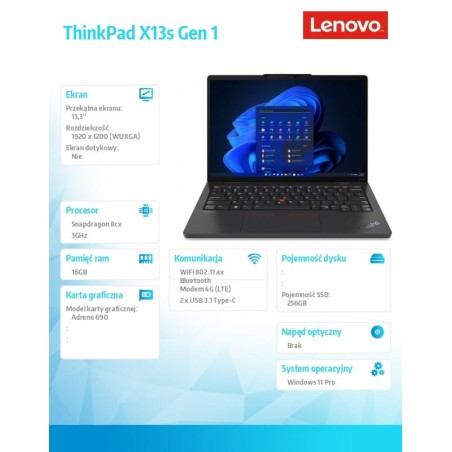 ThinkPad X13s Gen 1
Lenovo
Ekran
Przekątna ekranu:
13,3"
Rozdzielczość:
1920 x 1200 (WUXGA)
Ekran dotykowy:
Nie
Procesor
Snapdragon 8cx
3GHz
Pamięć ram
16GB
Karta graficzna
Model karty graficznej:
Adreno 690
:
:
Komunikacja
WiFi 802.11 ax
Bluetooth
Modem 4G (LTE)
2 x USB 3.1 Type-C
Pojemność dysku
:
:
Pojemność SSD:
256GB
Napęd optyczny
Brak
System operacyjny
Windows 11 Pro